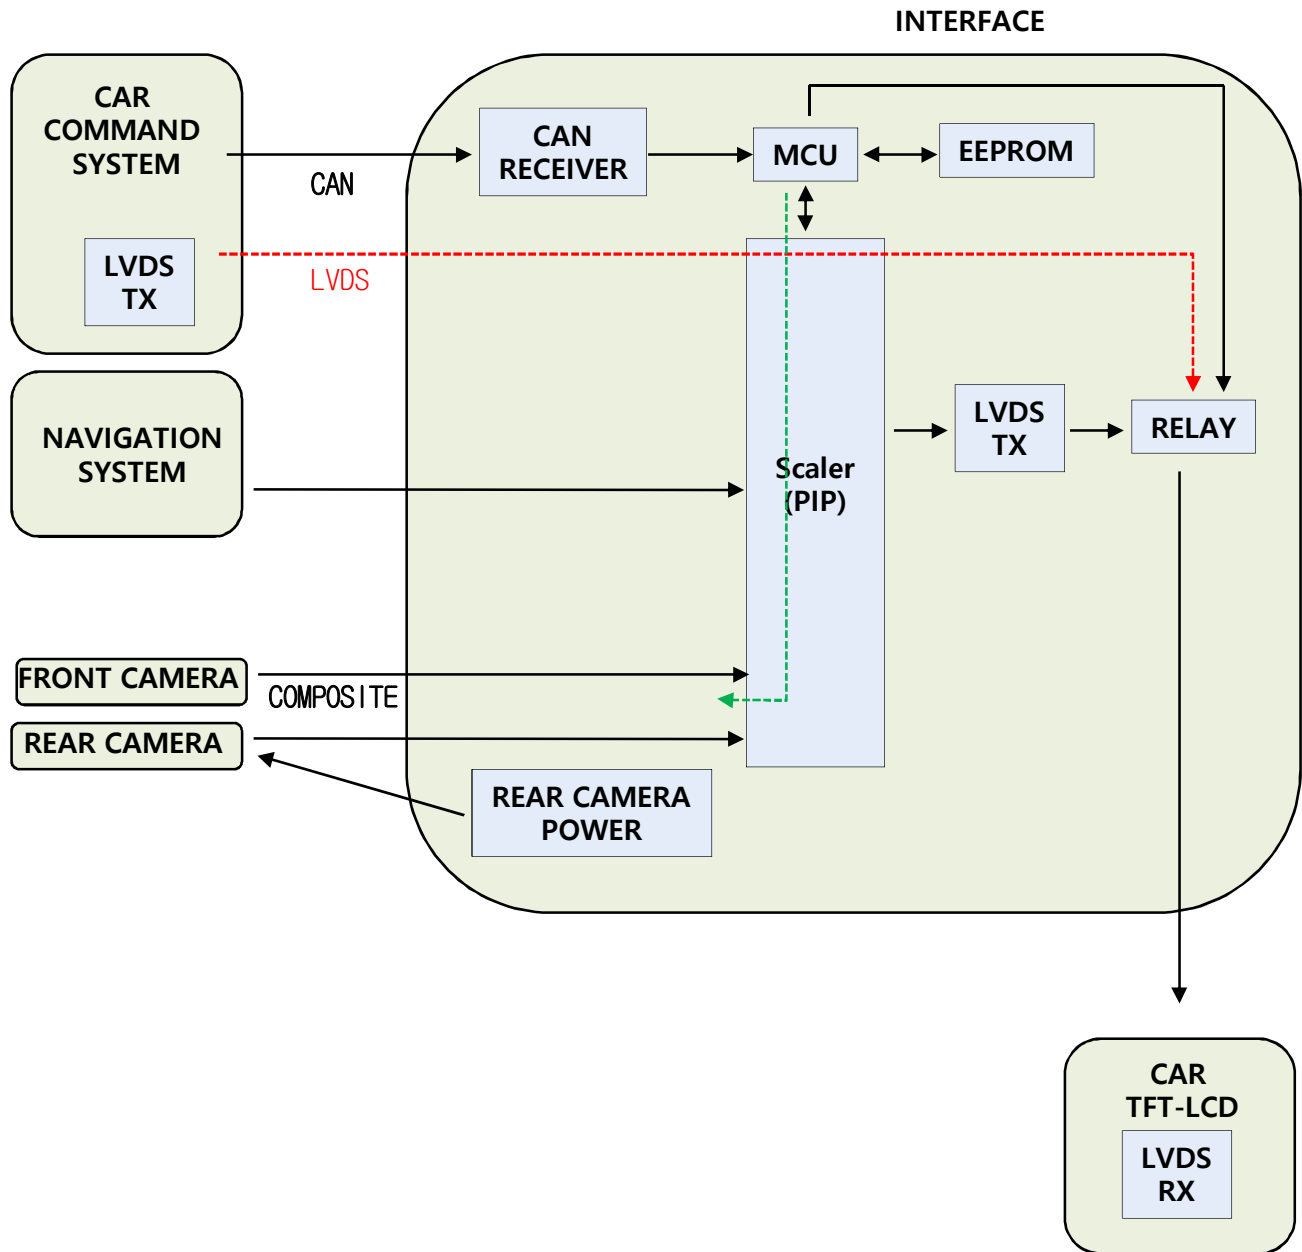 INTERFACE
CAR
COMMAND
SYSTEM
CAN
RECEIVER
MCU
EEPROM
CAN
LVDS
TX
LVDS
NAVIGATION
SYSTEM
LVDS
TX
RELAY
Scaler
(PIP)
FRONT CAMERA
COMPOSITE
REAR CAMERA
REAR CAMERA
POWER
CAR
TFT-LCD
LVDS
RX